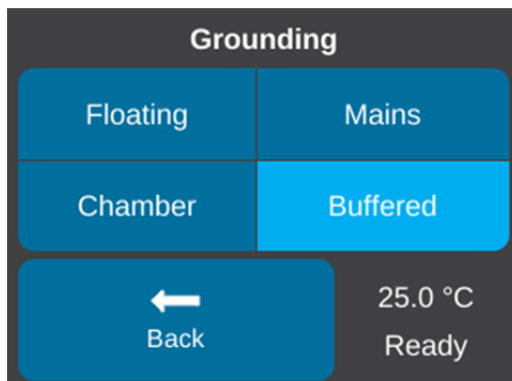 Grounding
Floating
Mains
Chamber
Buffered
Back
25.0 °C
Ready